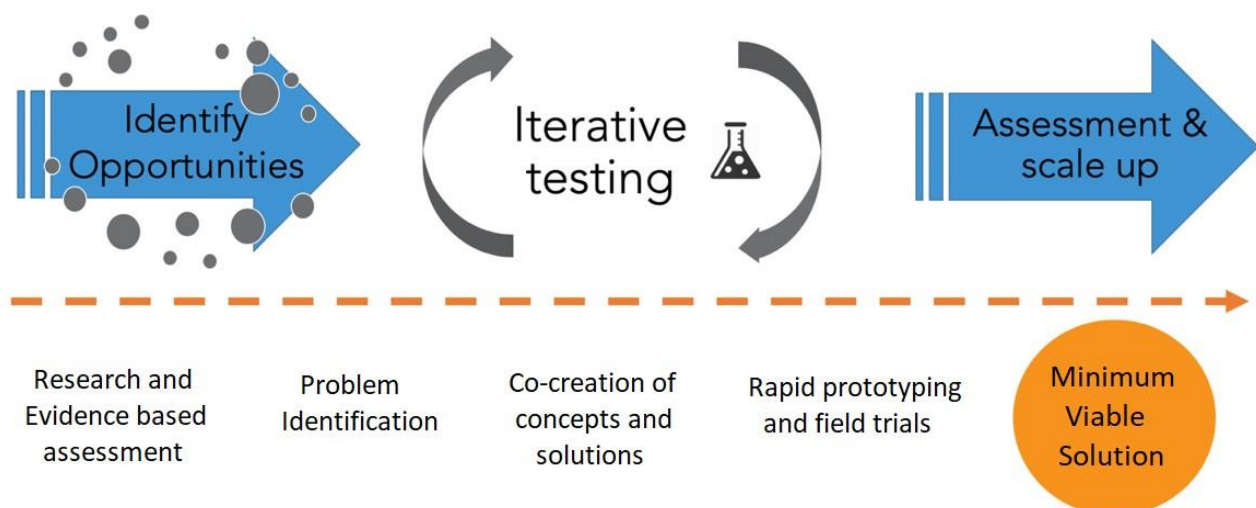 Identify
Opportunities
Iterative
testing
Assessment &
scale up
Research and
Evidence based
assessment
Problem
Identification
Co-creation of
concepts and
solutions
Rapid prototyping
and field trials
Minimum
Viable
Solution